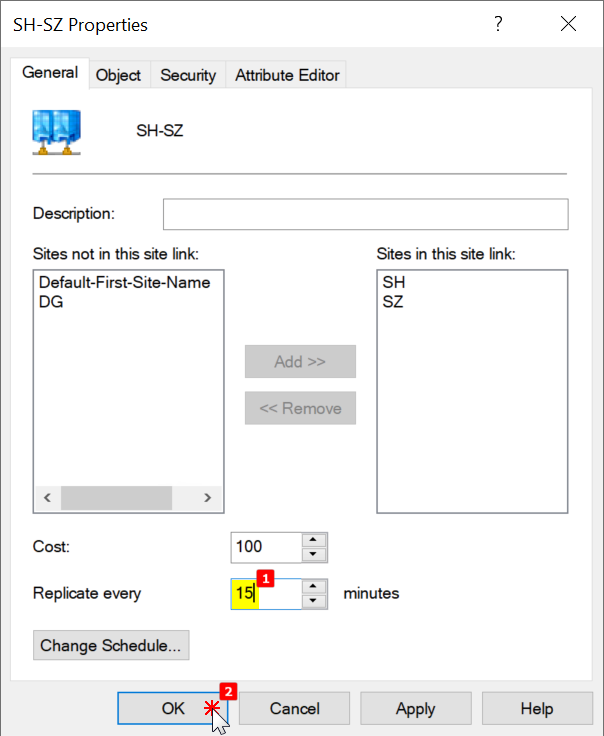 SH-SZ Properties
?
General Object Security Attribute Editor
SH-SZ
Description:
Sites not in this site link:
Default-First-Site-Name
DG
Sites in this site link:
SH
SZ
Add >>
<< Remove
Cost:
100
Replicate every
15
1
minutes
Change Schedule...
2
OK Cancel Apply Help